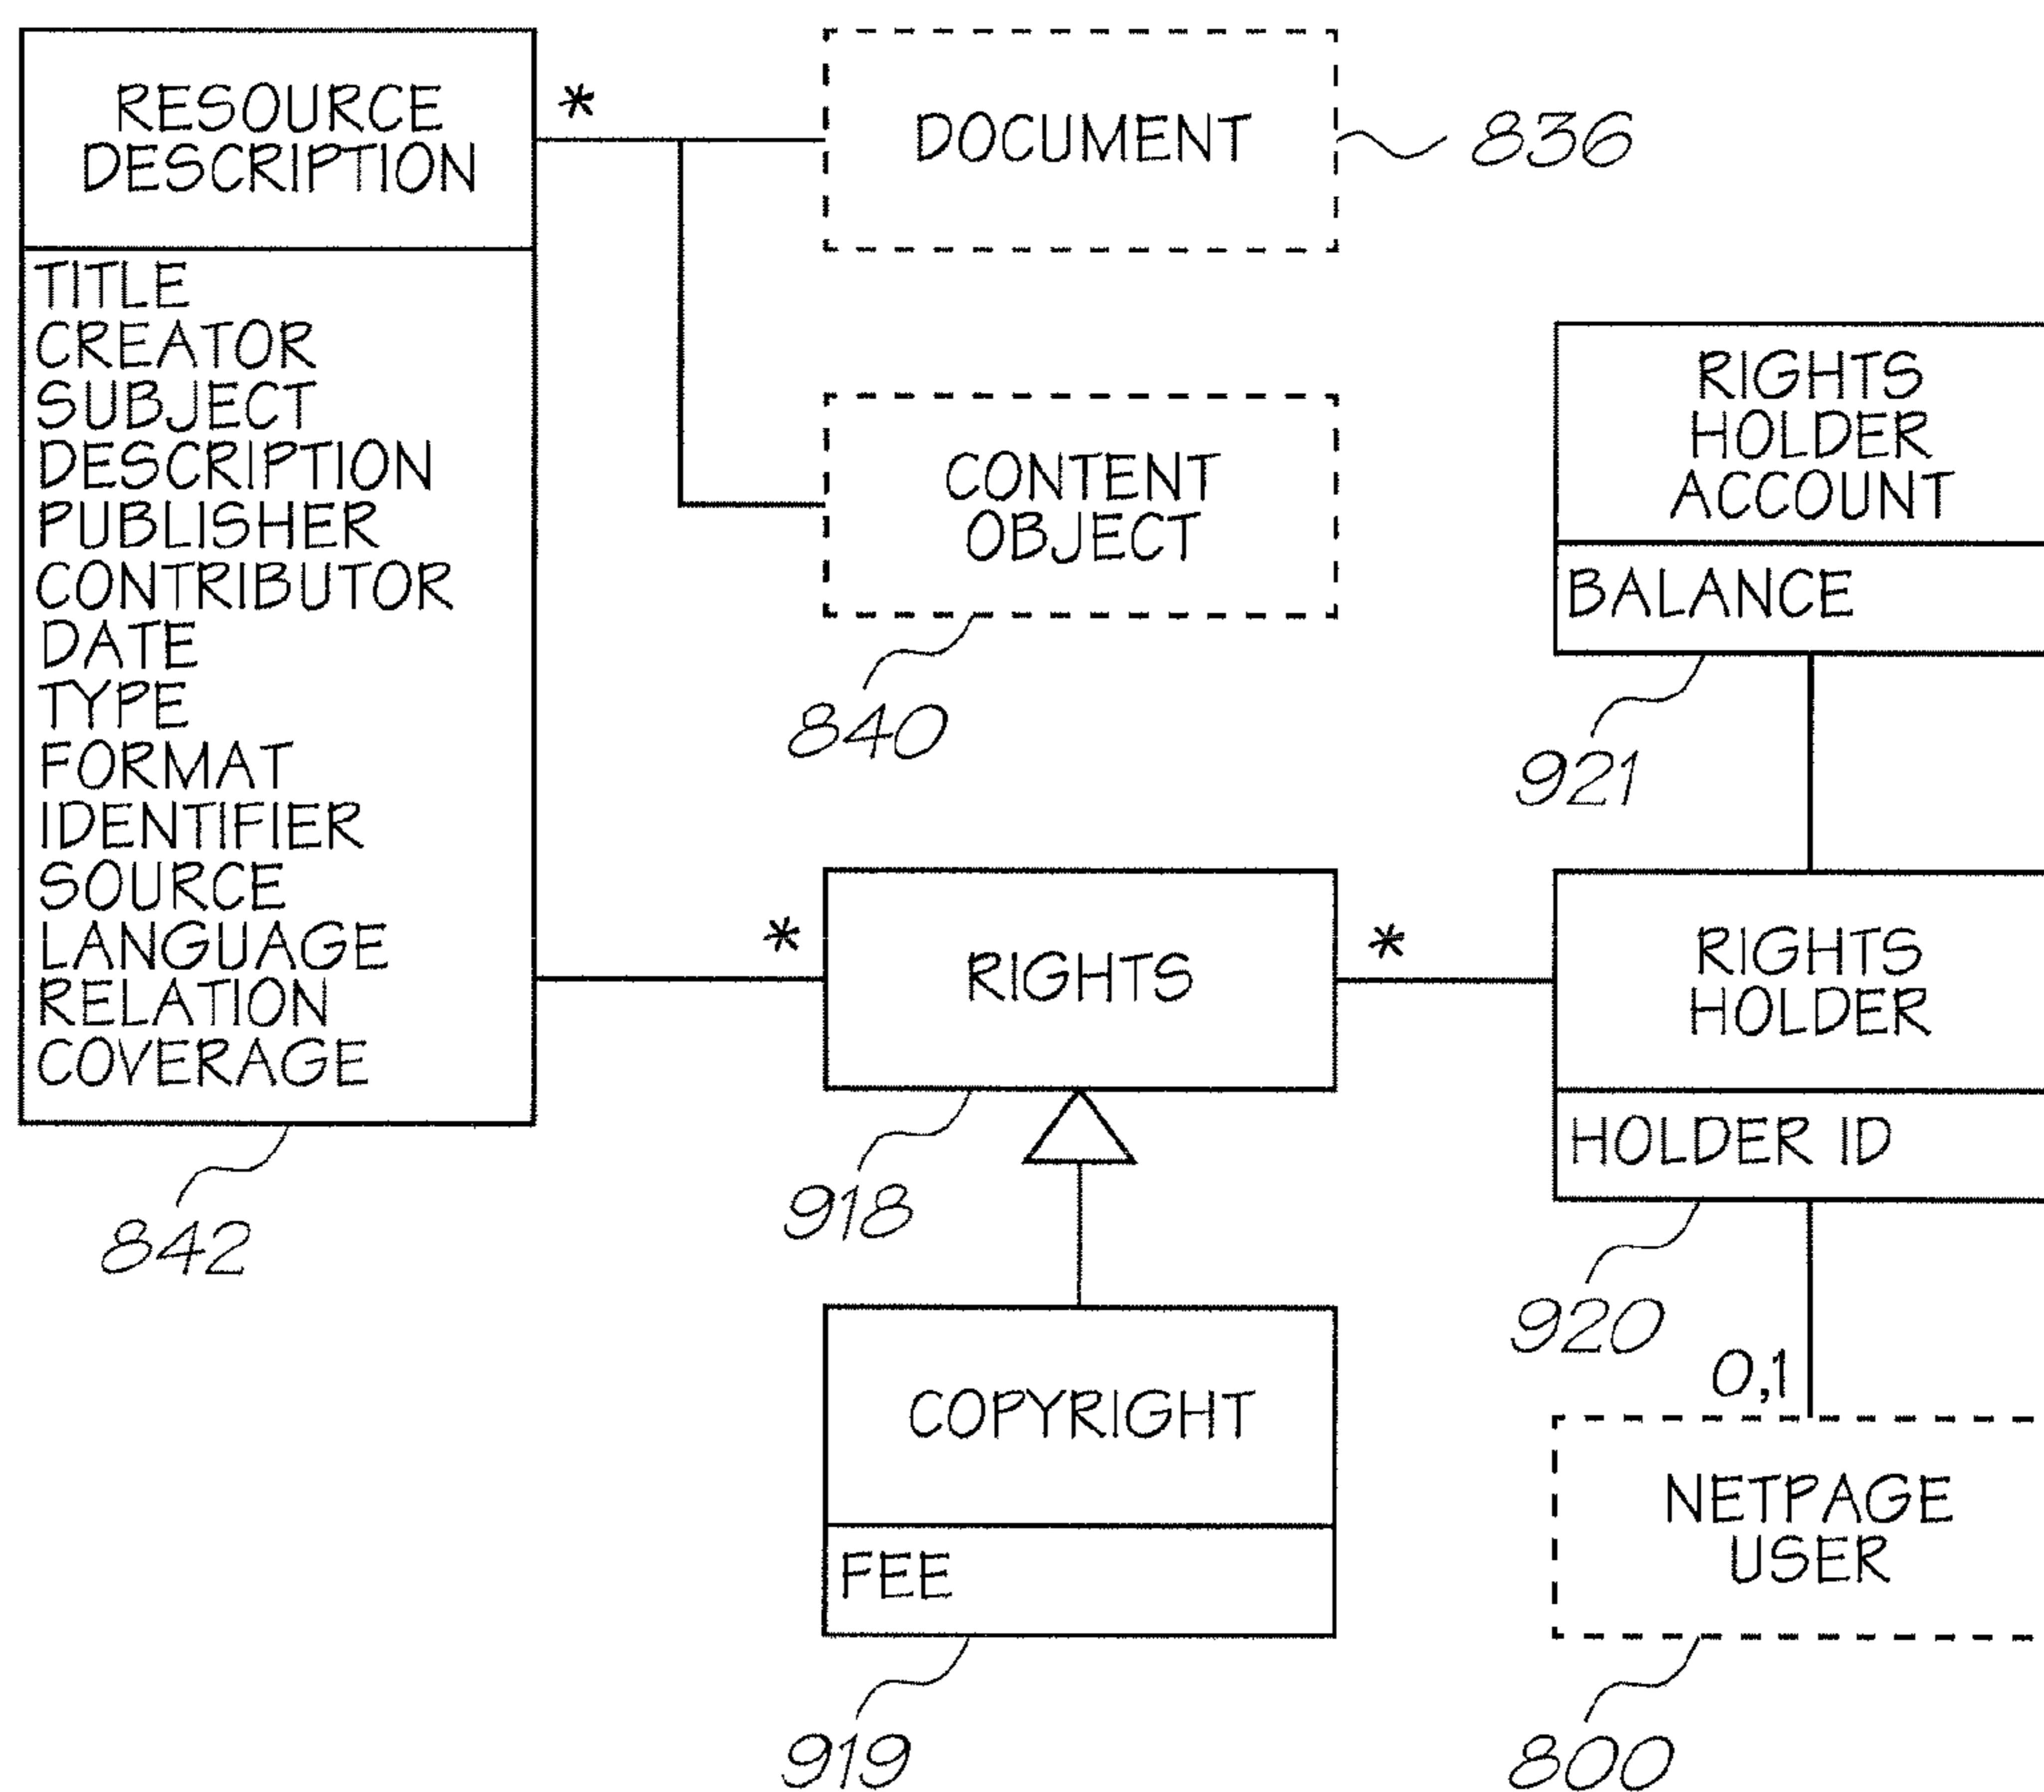 RESOURCE
DESCRIPTION
*
TITLE
CREATOR
SUBJECT
DESCRIPTION
PUBLISHER
CONTRIBUTOR
DATE
TYPE
FORMAT
IDENTIFIER
SOURCE
LANGUAGE
RELATION
COVERAGE
842
DOCUMENT
836
CONTENT
OBJECT
840
RIGHTS
HOLDER
ACCOUNT
BALANCE
921
*
RIGHTS
*
918
RIGHTS
HOLDER
HOLDER ID
920
COPYRIGHT
FEE
919
0,1
NETPAGE
USER
800